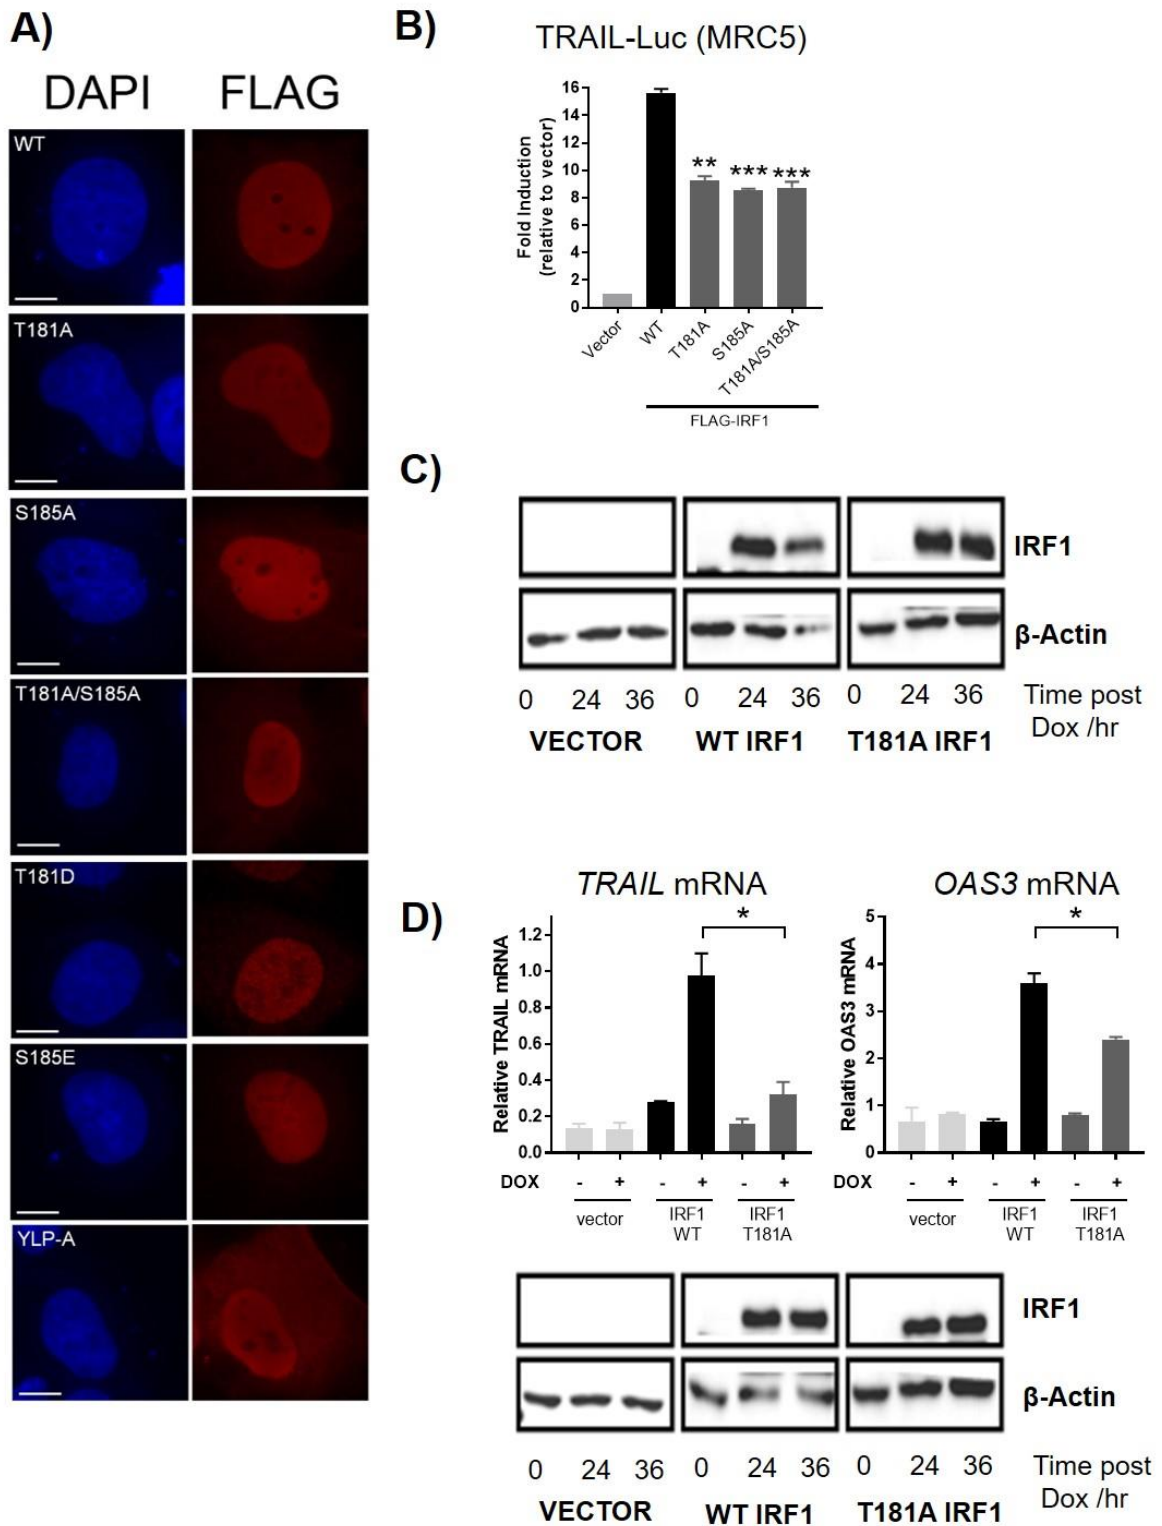 A)
DAPI FLAG
WT
T181A
S185A
T181A/S185A
T181D
S185E
YLP-A
B)
TRAIL-Luc (MRC5)
Fold Induction
(relative to vector)
16
14
12
10
8
6
4
2
0
** *** ***
Vector WT T181A S185A T181A/S185A
FLAG-IRF1
C)
IRF1
β-Actin
0 24 36 0 24 36 0 24 36 Time post
Dox /hr
VECTOR WT IRF1 T181A IRF1
D)
TRAIL mRNA
*
Relative TRAIL mRNA
1.2
1.0
0.8
0.6
0.4
0.2
0.0
DOX - + - + - +
vector IRF1 IRF1
WT T181A
OAS3 mRNA
*
Relative OAS3 mRNA
5
4
3
2
1
0
DOX - + - + - +
vector IRF1 IRF1
WT T181A
IRF1
β-Actin
0 24 36 0 24 36 0 24 36 Time post
Dox /hr
VECTOR WT IRF1 T181A IRF1